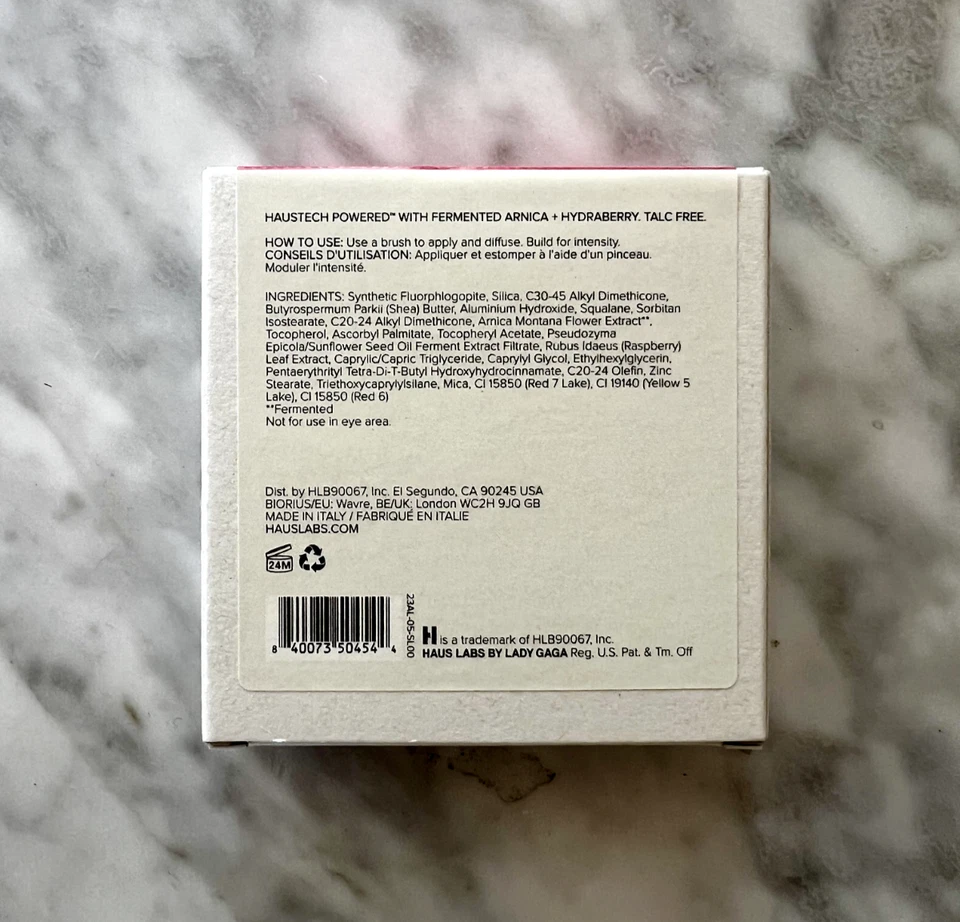 HAUSTECH POWERED™ WITH FERMENTED ARNICA + HYDRABERRY. TALC FREE.
HOW TO USE: Use a brush to apply and diffuse. Build for intensity.
CONSEILS D'UTILISATION: Appliquer et estomper à l'aide d'un pinceau.
Moduler l'intensité.
INGREDIENTS: Synthetic Fluorphlogopite, Silica, C30-45 Alkyl Dimethicone,
Butyrospermum Parkii (Shea) Butter, Aluminium Hydroxide, Squalane, Sorbitan
Isostearate, C20-24 Alkyl Dimethicone, Arnica Montana Flower Extract**,
Tocopherol, Ascorbyl Palmitate, Tocopheryl Acetate, Pseudozyma
Epicola/Sunflower Seed Oil Ferment Extract Filtrate, Rubus Idaeus (Raspberry)
Leaf Extract, Caprylic/Capric Triglyceride, Caprylyl Glycol, Ethylhexylglycerin,
Pentaerythrityl Tetra-Di-T-Butyl Hydroxyhydrocinnamate, C20-24 Olefin, Zinc
Stearate, Triethoxycaprylylsilane, Mica, CI 15850 (Red 7 Lake), CI 19140 (Yellow 5
Lake), CI 15850 (Red 6)
**Fermented
Not for use in eye area.
Dist. by HLB90067, Inc. El Segundo, CA 90245 USA
BIORIUS/EU: Wavre, BE/UK: London WC2H 9JQ GB
MADE IN ITALY / FABRIQUÉ EN ITALIE
HAUSLABS.COM
24M
8 40073 50454 4
23AL-05-SL00
H is a trademark of HLB90067, Inc.
HAUS LABS BY LADY GAGA Reg. U.S. Pat. & Tm. Off